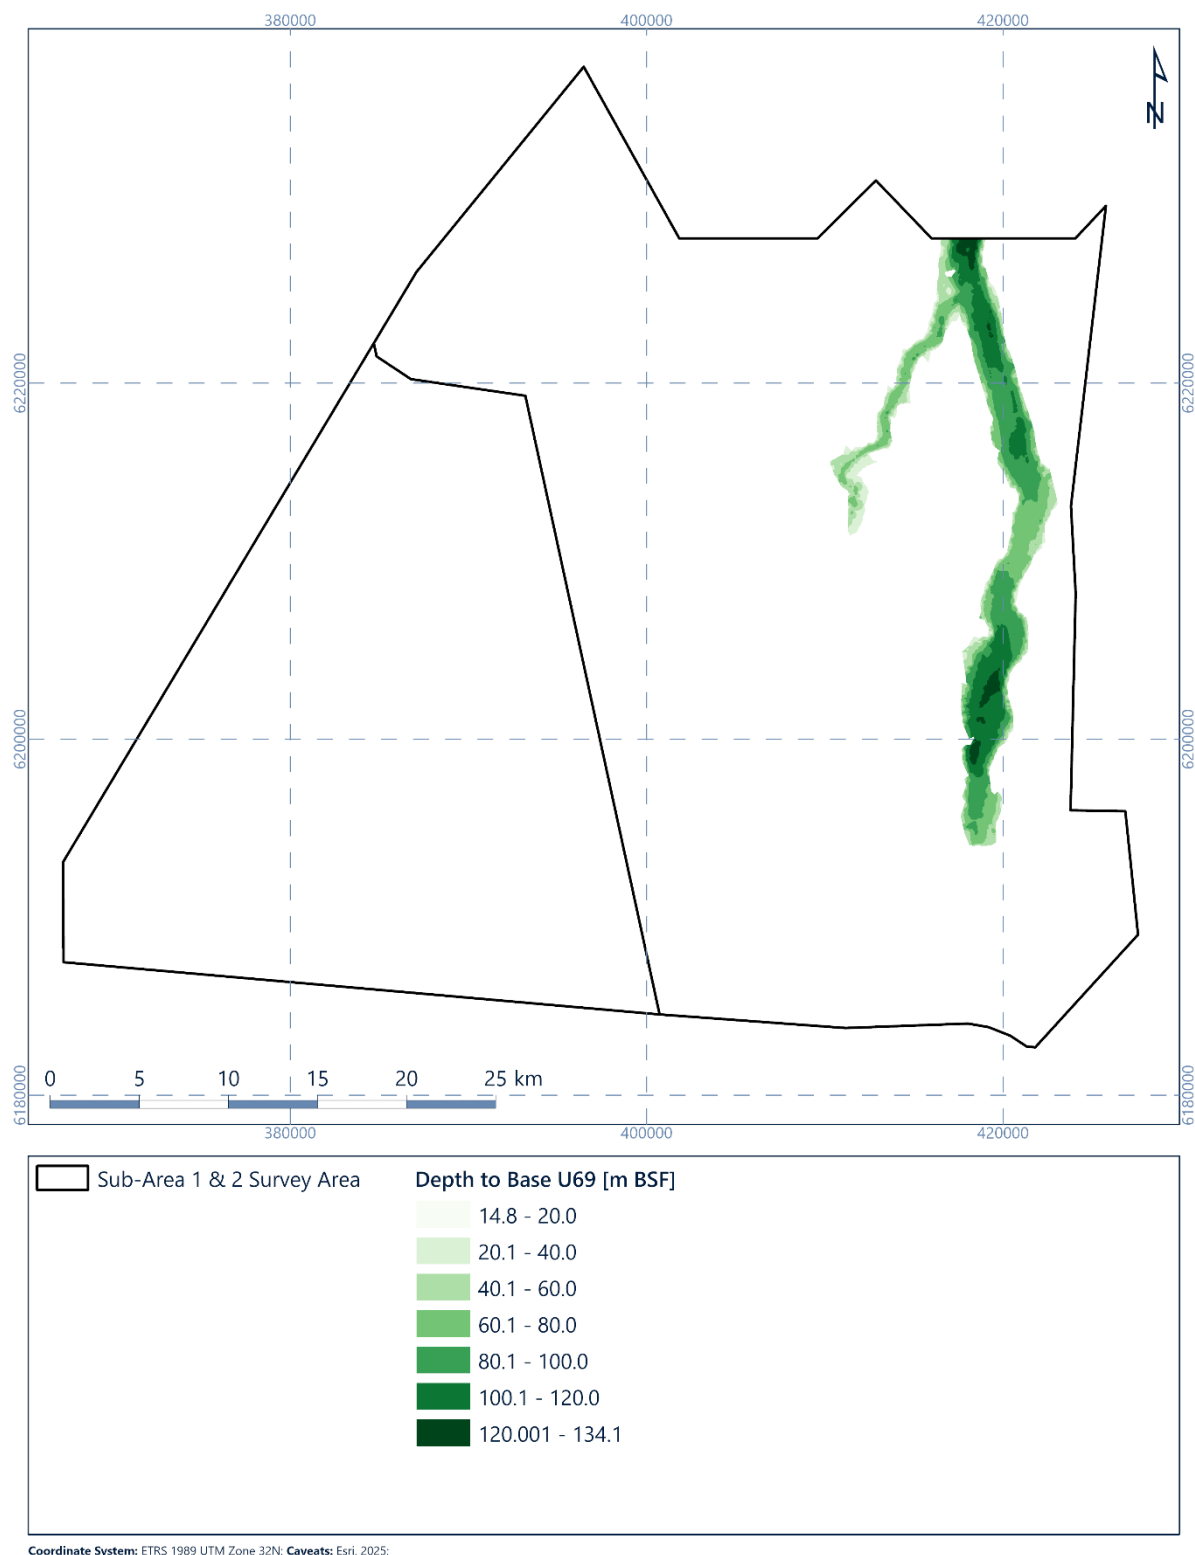 380000 400000 420000
N
6220000 6220000
6200000 6200000
6180000 6180000
0 5 10 15 20 25 km
380000 400000 420000
Sub-Area 1 & 2 Survey Area
Depth to Base U69 [m BSF]
14.8 - 20.0
20.1 - 40.0
40.1 - 60.0
60.1 - 80.0
80.1 - 100.0
100.1 - 120.0
120.001 - 134.1
Coordinate System: ETRS 1989 UTM Zone 32N; Caveats: Esri, 2025;